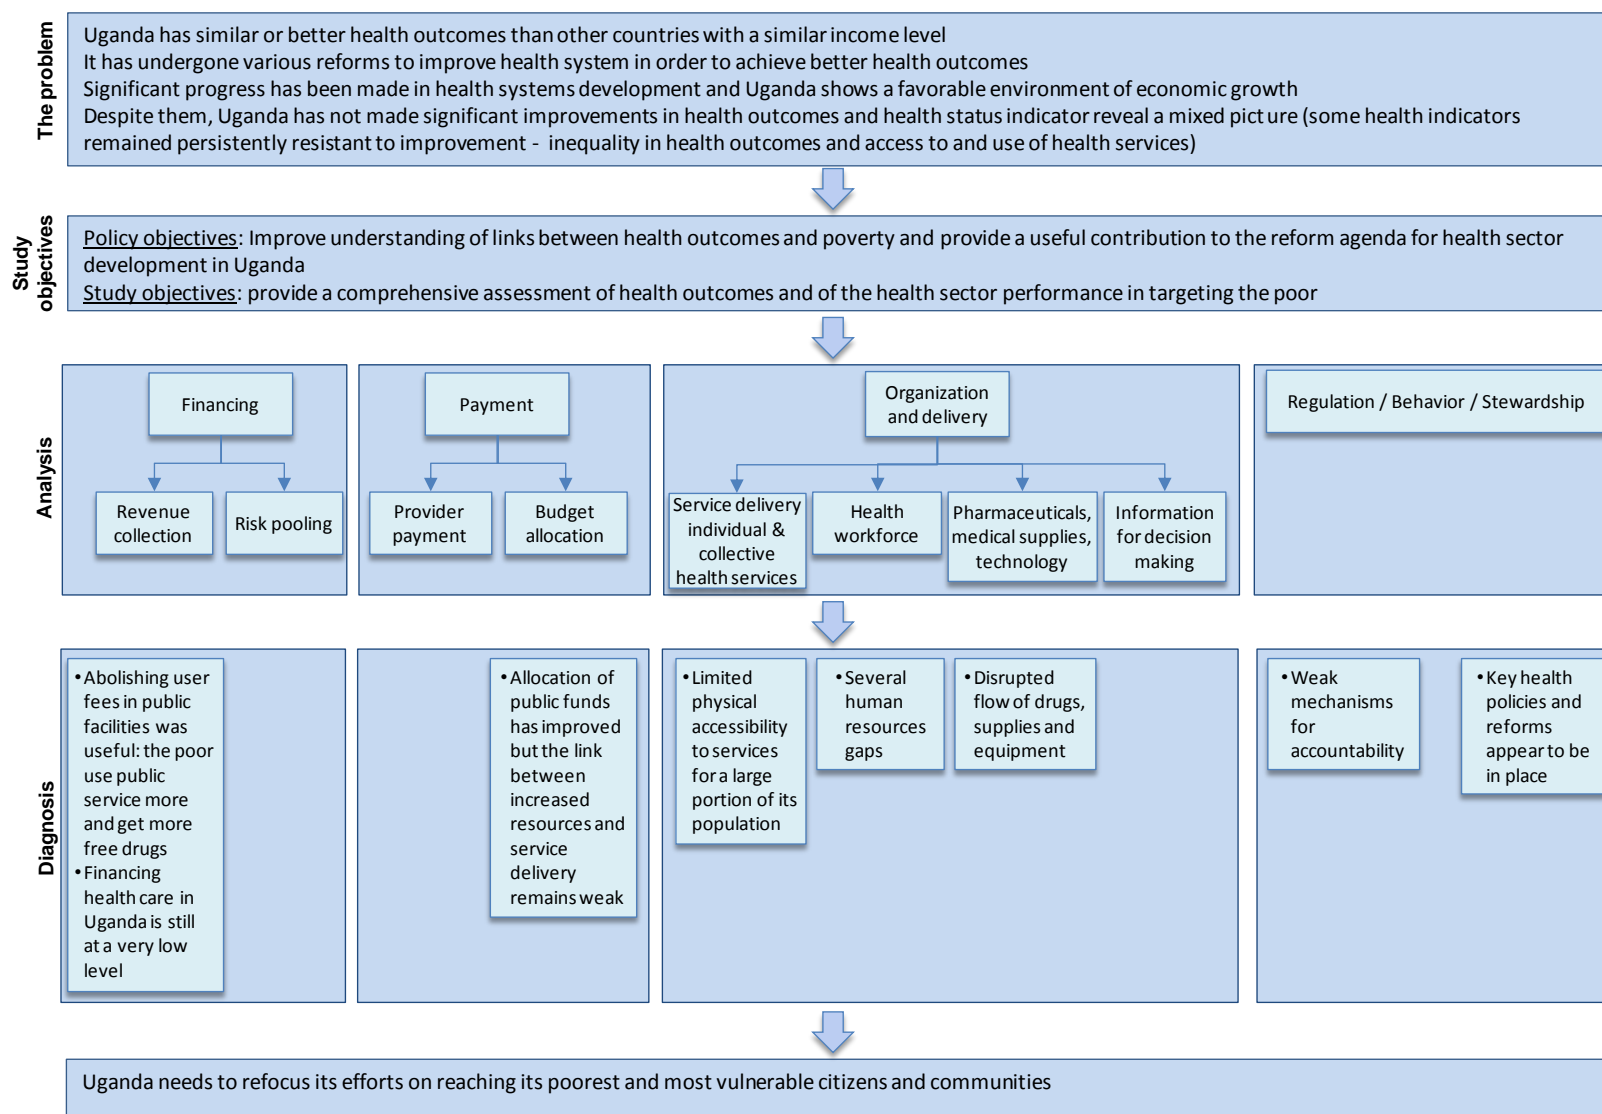 The problem
Uganda has similar or better health outcomes than other countries with a similar income level
It has undergone various reforms to improve health system in order to achieve better health outcomes
Significant progress has been made in health systems development and Uganda shows a favorable environment of economic growth
Despite them, Uganda has not made significant improvements in health outcomes and health status indicator reveal a mixed picture (some health indicators
remained persistently resistant to improvement - inequality in health outcomes and access to and use of health services)
Study
objectives
Policy objectives: Improve understanding of links between health outcomes and poverty and provide a useful contribution to the reform agenda for health sector
development in Uganda
Study objectives: provide a comprehensive assessment of health outcomes and of the health sector performance in targeting the poor
Analysis
Financing
Revenue
collection
Risk pooling
Payment
Provider
payment
Budget
allocation
Organization
and delivery
Service delivery
individual &
collective
health services
Health
workforce
Pharmaceuticals,
medical supplies,
technology
Information
for decision
making
Regulation / Behavior / Stewardship
Diagnosis
•Abolishing user
fees in public
facilities was
useful: the poor
use public
service more
and get more
free drugs
•Financing
health care in
Uganda is still
at a very low
level
•Allocation of
public funds
has improved
but the link
between
increased
resources and
service
delivery
remains weak
•Limited
physical
accessibility
to services
for a large
portion of its
population
•Several
human
resources
gaps
•Disrupted
flow of drugs,
supplies and
equipment
•Weak
mechanisms
for
accountability
•Key health
policies and
reforms
appear to be
in place
Uganda needs to refocus its efforts on reaching its poorest and most vulnerable citizens and communities